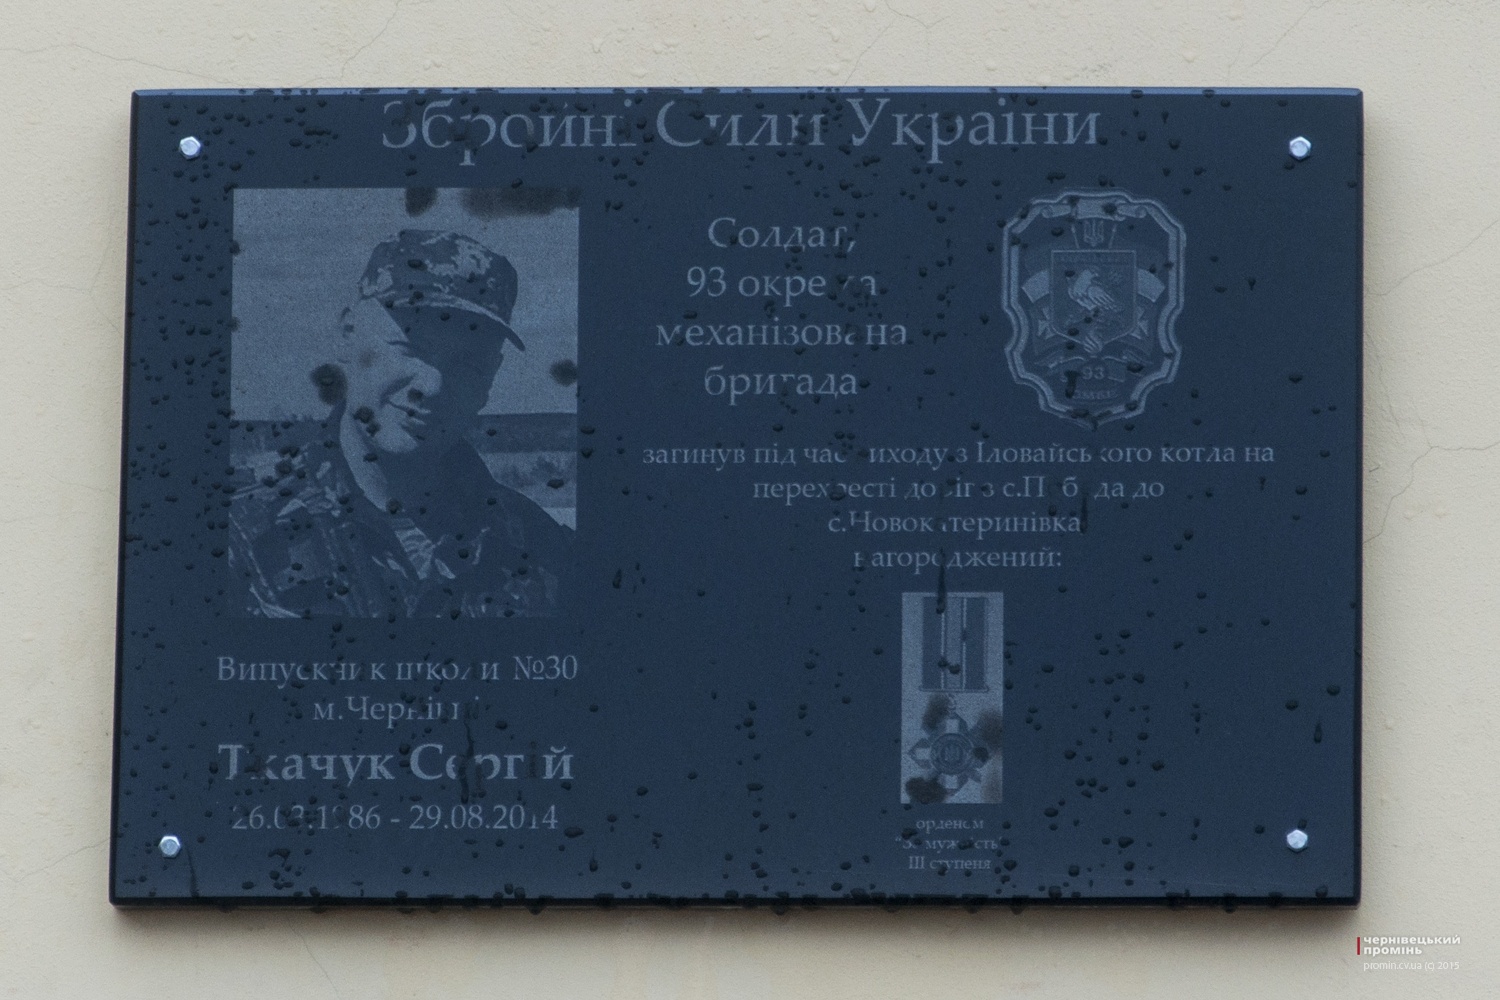 Збройні Сили України
Солдат,
93 окрема
механізована
бригада
93
загинув під час виходу з Іловайського котла на
перехресті доріг з с.Побєда до
с.Новокатеринівка
нагороджений:
Випускник школи №30
м.Чернівці
Ткачук Сергій
26.03.1986 - 29.08.2014
орденом
"За мужність"
ІІІ ступеня
чернівецький
промінь
promin.cv.ua (c) 2015